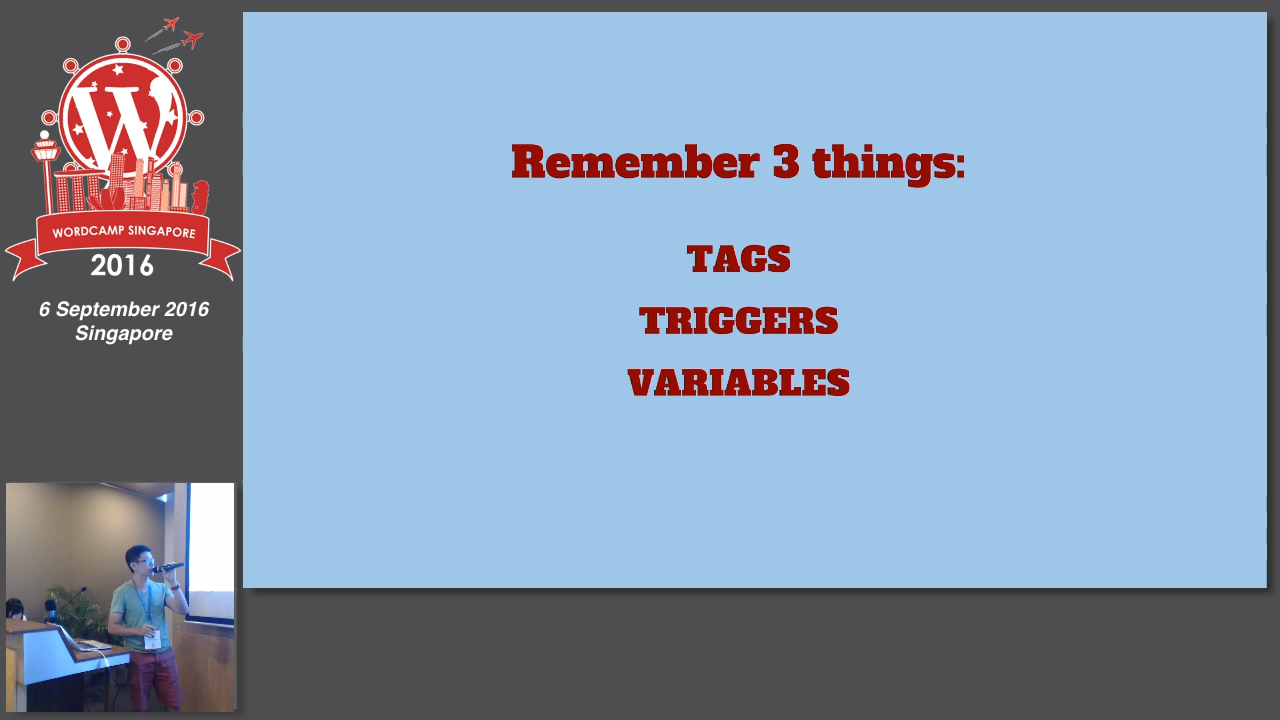 W
WORDCAMP SINGAPORE
2016
6 September 2016
Singapore
Remember 3 things:
TAGS
TRIGGERS
VARIABLES